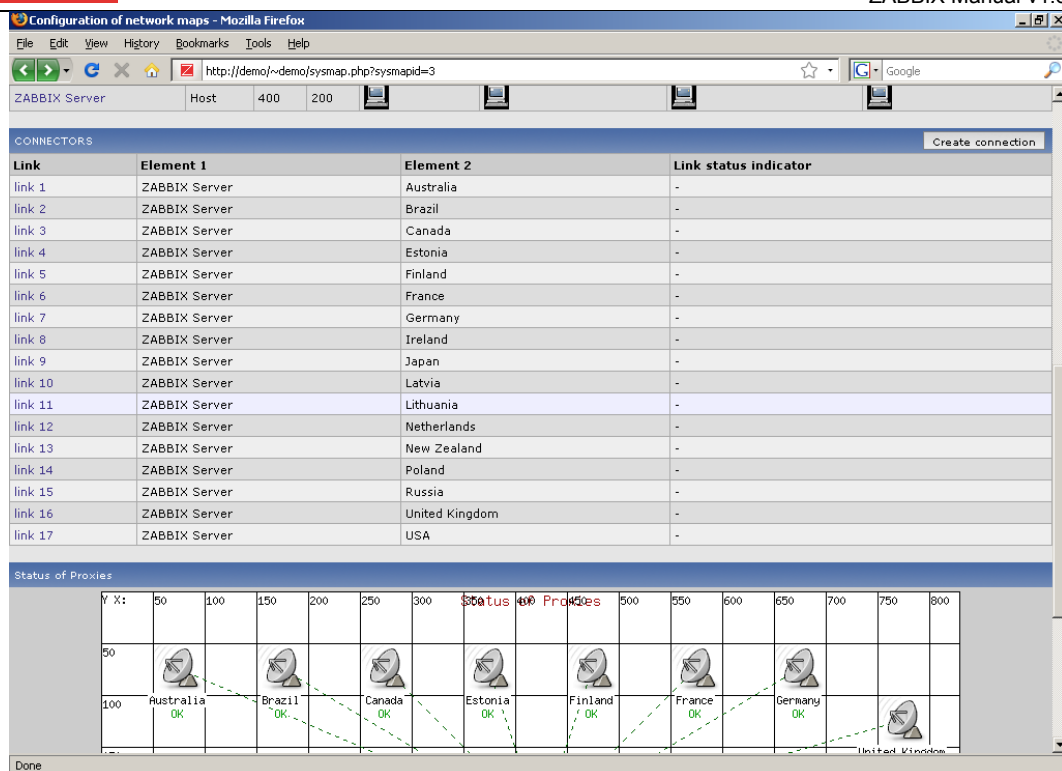 ZABBIX Manual v1.6
Configuration of network maps - Mozilla Firefox
File Edit View History Bookmarks Tools Help
http://demo/~demo/sysmap.php?sysmapid=3 G Google
ZABBIX Server Host 400 200
CONNECTORS Create connection
Link Element 1 Element 2 Link status indicator
link 1 ZABBIX Server Australia -
link 2 ZABBIX Server Brazil -
link 3 ZABBIX Server Canada -
link 4 ZABBIX Server Estonia -
link 5 ZABBIX Server Finland -
link 6 ZABBIX Server France -
link 7 ZABBIX Server Germany -
link 8 ZABBIX Server Ireland -
link 9 ZABBIX Server Japan -
link 10 ZABBIX Server Latvia -
link 11 ZABBIX Server Lithuania -
link 12 ZABBIX Server Netherlands -
link 13 ZABBIX Server New Zealand -
link 14 ZABBIX Server Poland -
link 15 ZABBIX Server Russia -
link 16 ZABBIX Server United Kingdom -
link 17 ZABBIX Server USA -
Status of Proxies
Status of Proxies
Y X: 50 100 150 200 250 300 350 400 450 500 550 600 650 700 750 800
50
100 Australia Brazil Canada Estonia Finland France Germany
OK OK OK OK OK OK OK
United Kingdom
Done